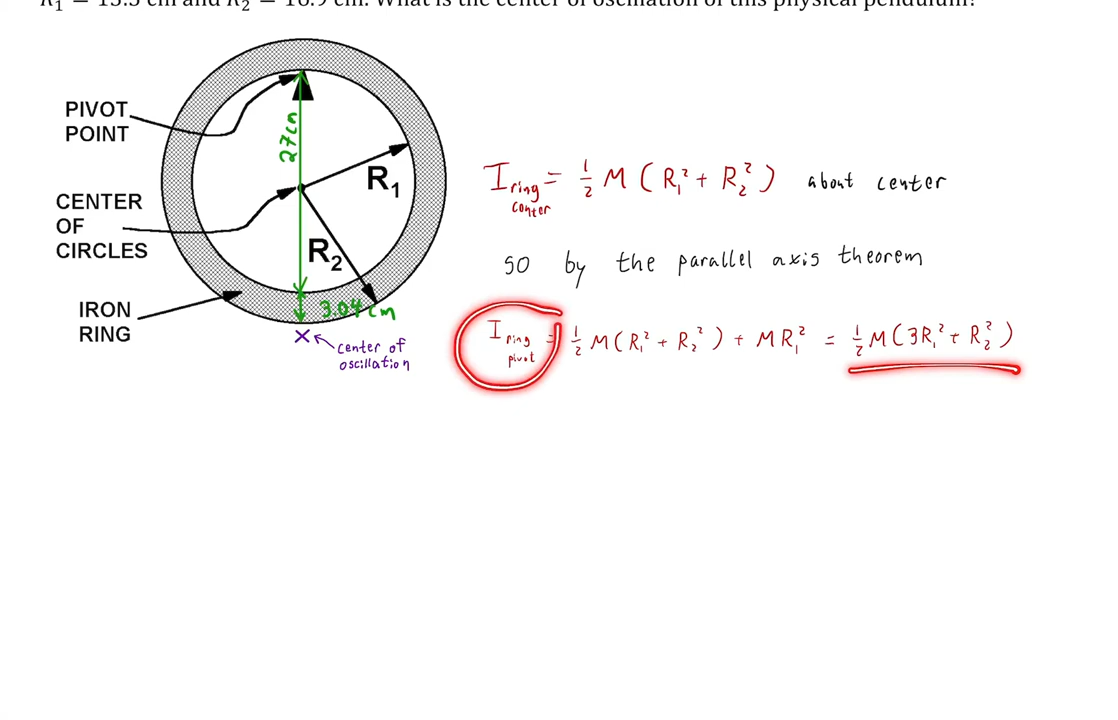 R₁ = 13.5 cm and R₂ = 16.9 cm. What is the center of oscillation of this physical pendulum?
PIVOT
POINT
27cm
R₁
CENTER
OF
CIRCLES
R₂
IRON
RING
3.04 cm
× center of
oscillation
I ring center = ½ M (R₁² + R₂²) about center
so by the parallel axis theorem
I ring pivot = ½ M (R₁² + R₂²) + MR₁² = ½ M (3R₁² + R₂²)